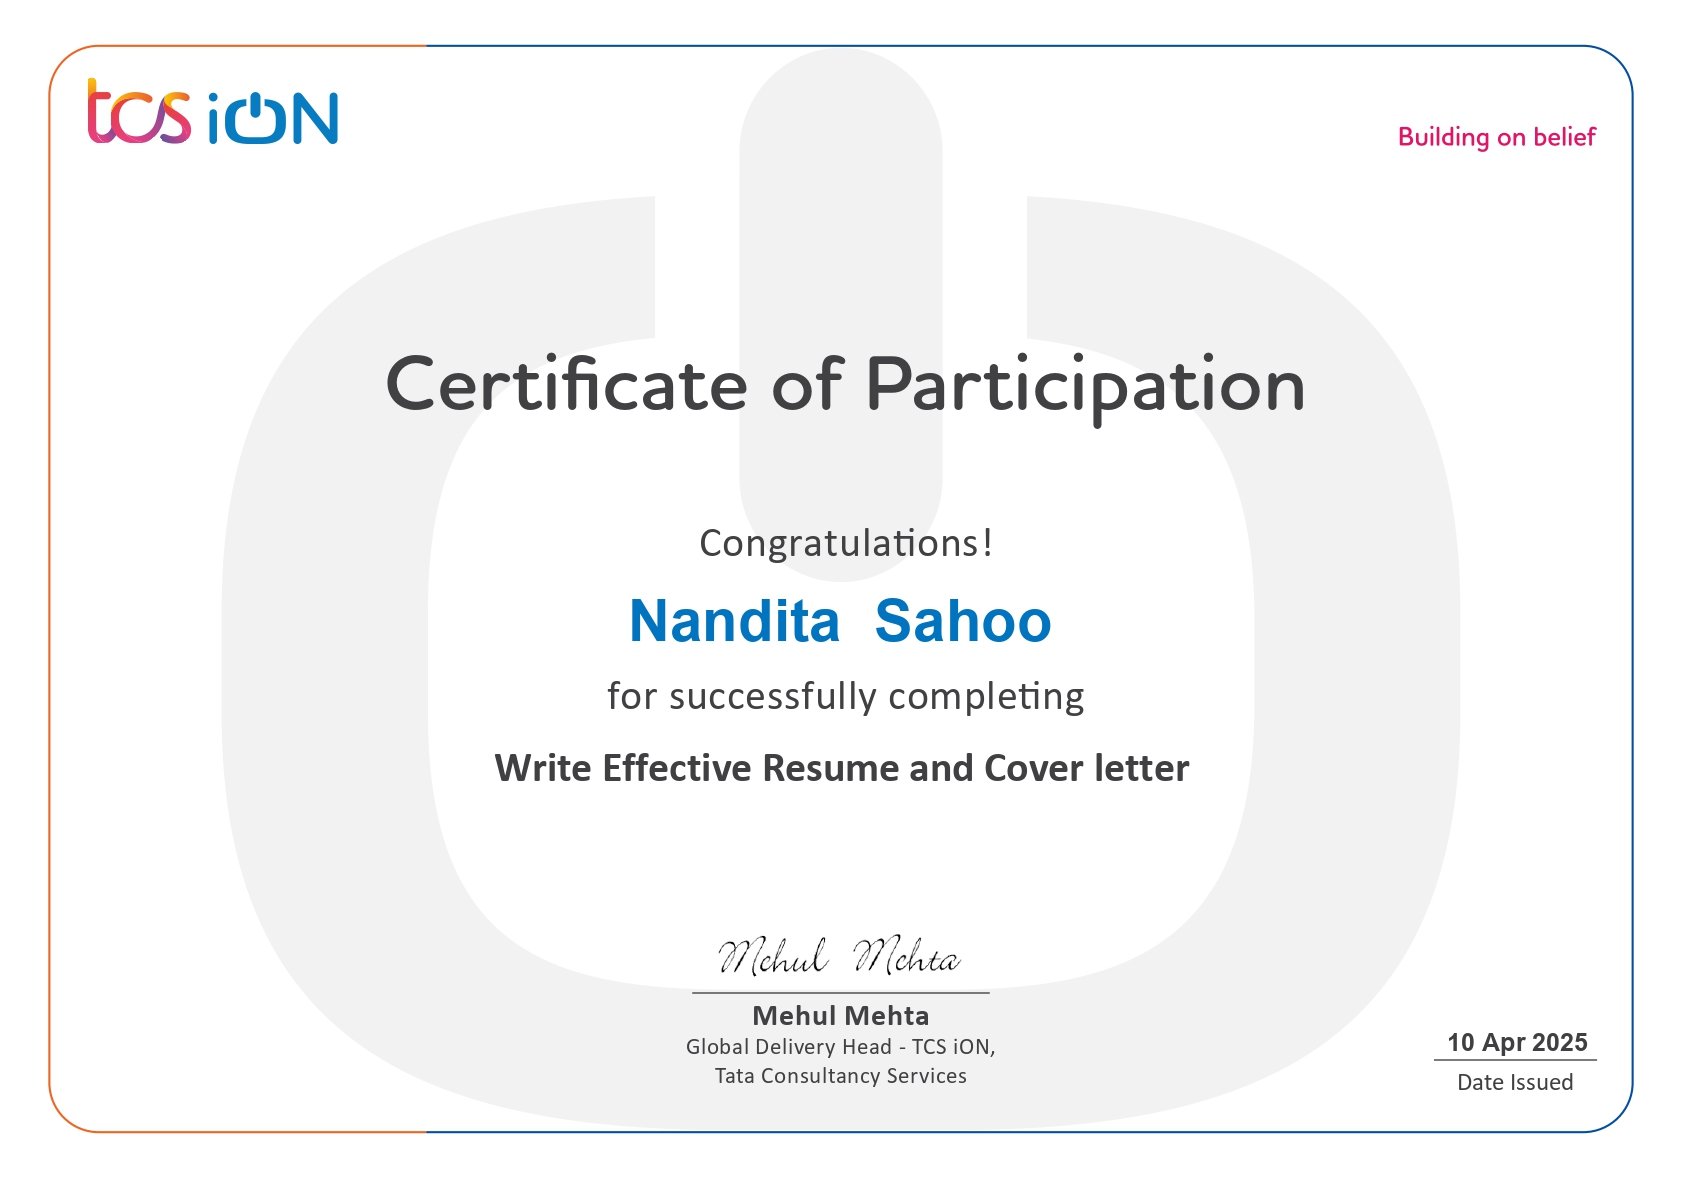 tcs iON
Building on belief
Certificate of Participation
Congratulations!
Nandita Sahoo
for successfully completing
Write Effective Resume and Cover letter
Mehul Mehta
Mehul Mehta
Global Delivery Head - TCS iON,
Tata Consultancy Services
10 Apr 2025
Date Issued